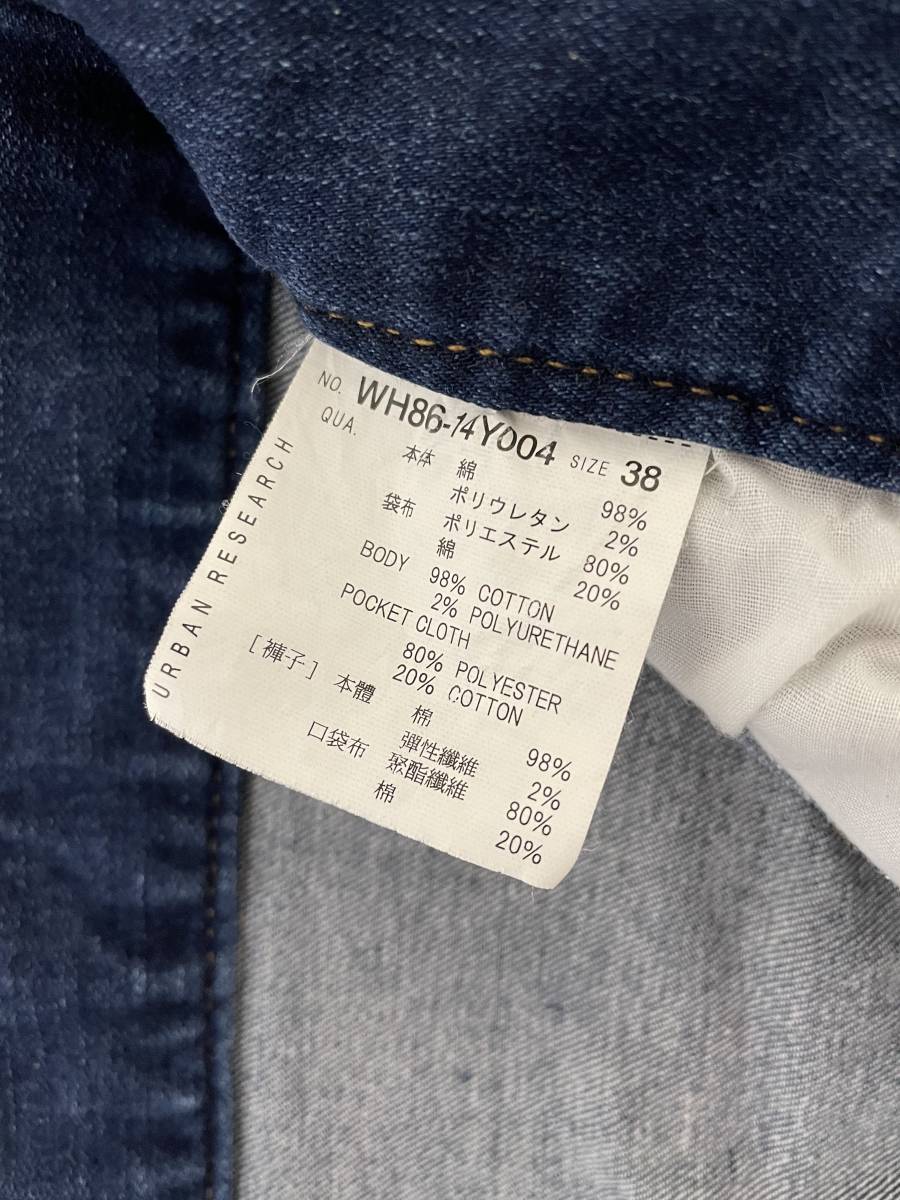 NO. WH86-14Y004 SIZE 38
QUA.
本体 綿 98%
ポリウレタン 2%
袋布 ポリエステル 80%
綿 20%
BODY 98% COTTON
2% POLYURETHANE
POCKET CLOTH
80% POLYESTER
20% COTTON
[褲子] 本體 棉 98%
彈性纖維 2%
口袋布 聚酯纖維 80%
棉 20%
URBAN RESEARCH